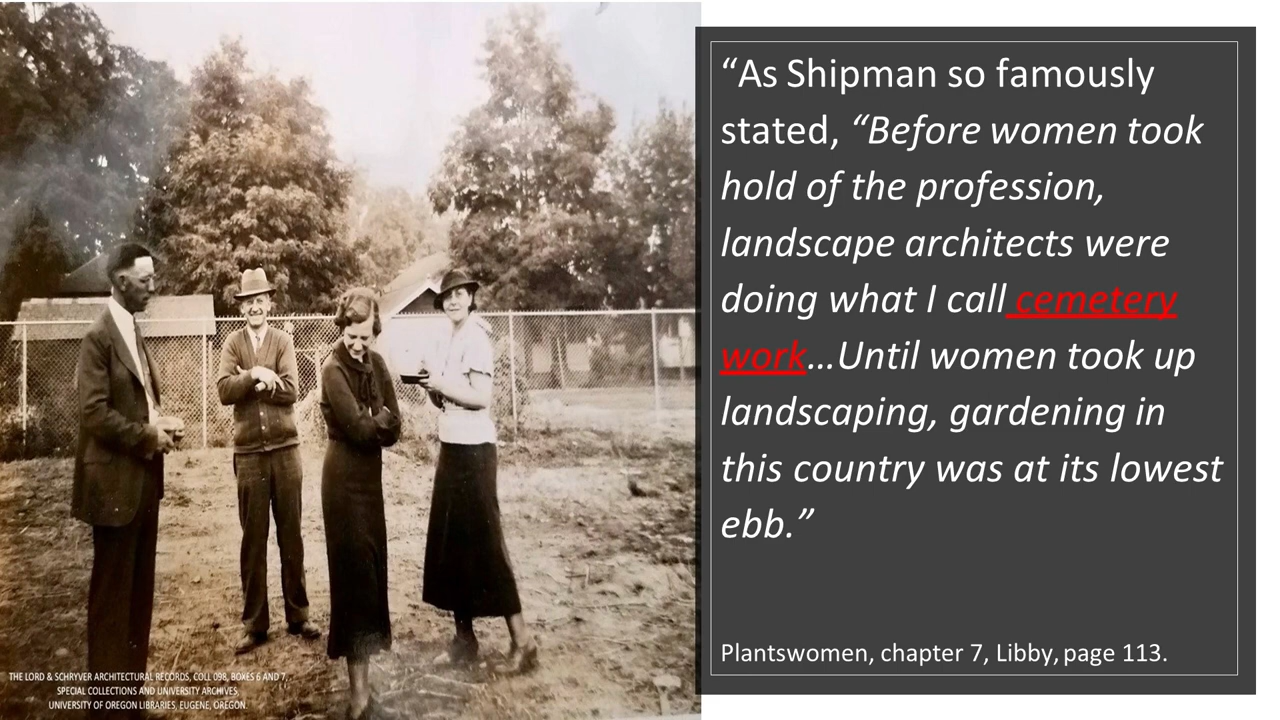 “As Shipman so famously
stated, “Before women took
hold of the profession,
landscape architects were
doing what I call cemetery
work…Until women took up
landscaping, gardening in
this country was at its lowest
ebb.”
Plantswomen, chapter 7, Libby, page 113.
THE LORD & SCHRYVER ARCHITECTURAL RECORDS, COLL 098, BOXES 6 AND 7,
SPECIAL COLLECTIONS AND UNIVERSITY ARCHIVES,
UNIVERSITY OF OREGON LIBRARIES, EUGENE, OREGON.